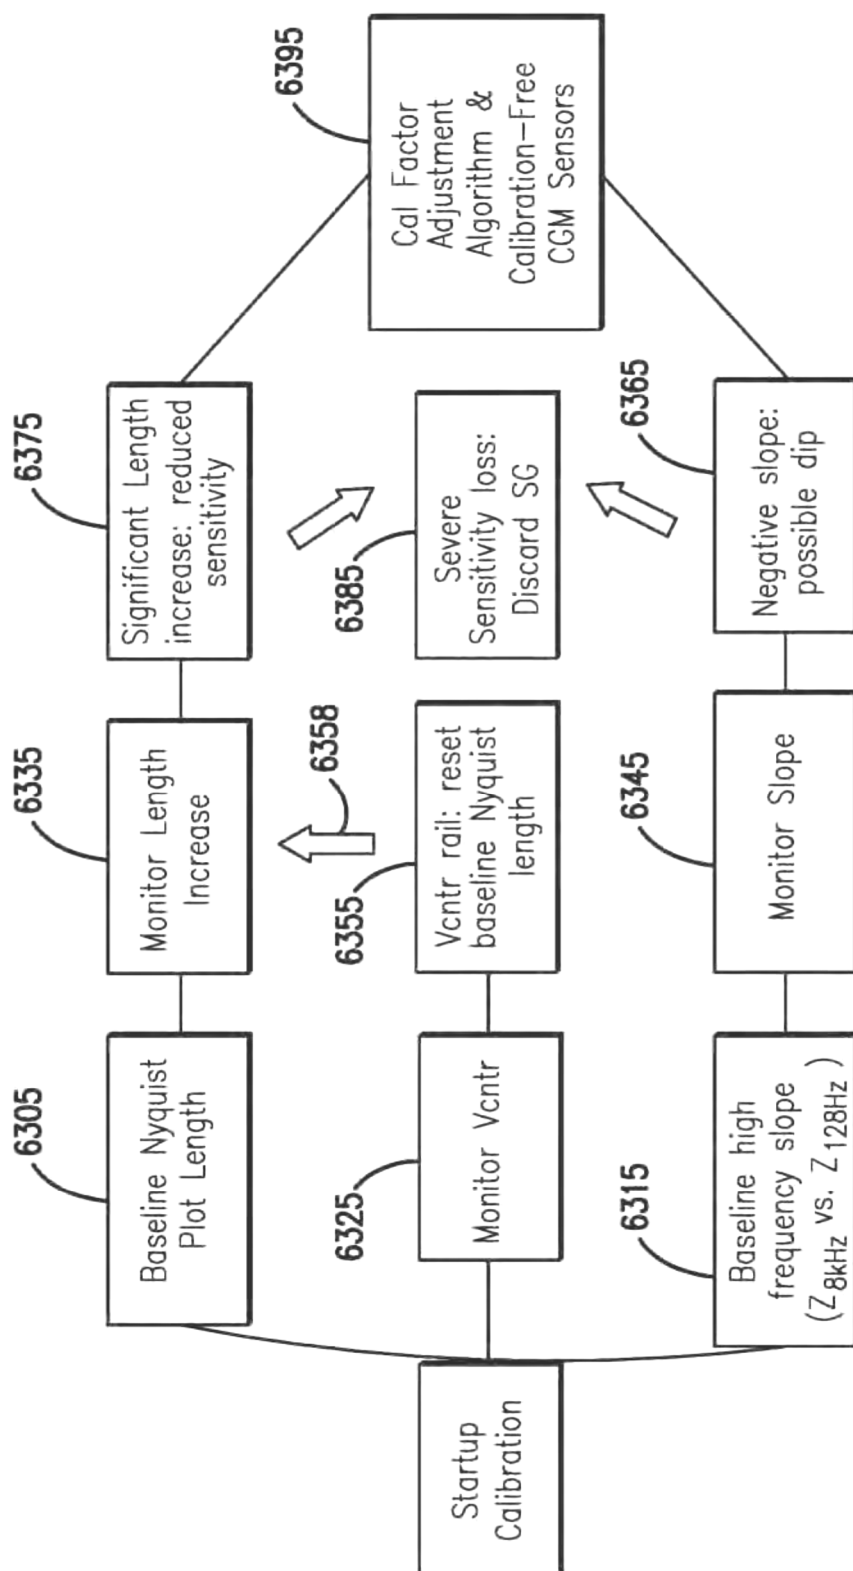 Startup
Calibration
6305
Baseline Nyquist
Plot Length
6335
Monitor Length
Increase
6375
Significant Length
increase: reduced
sensitivity
6325
Monitor Vcntr
6355
Vcntr rail: reset
baseline Nyquist
length
6358
6385
Severe
Sensitivity loss:
Discard SG
6315
Baseline high
frequency slope
(Z8kHz vs. Z128Hz)
6345
Monitor Slope
6365
Negative slope:
possible dip
6395
Cal Factor
Adjustment
Algorithm &
Calibration-Free
CGM Sensors